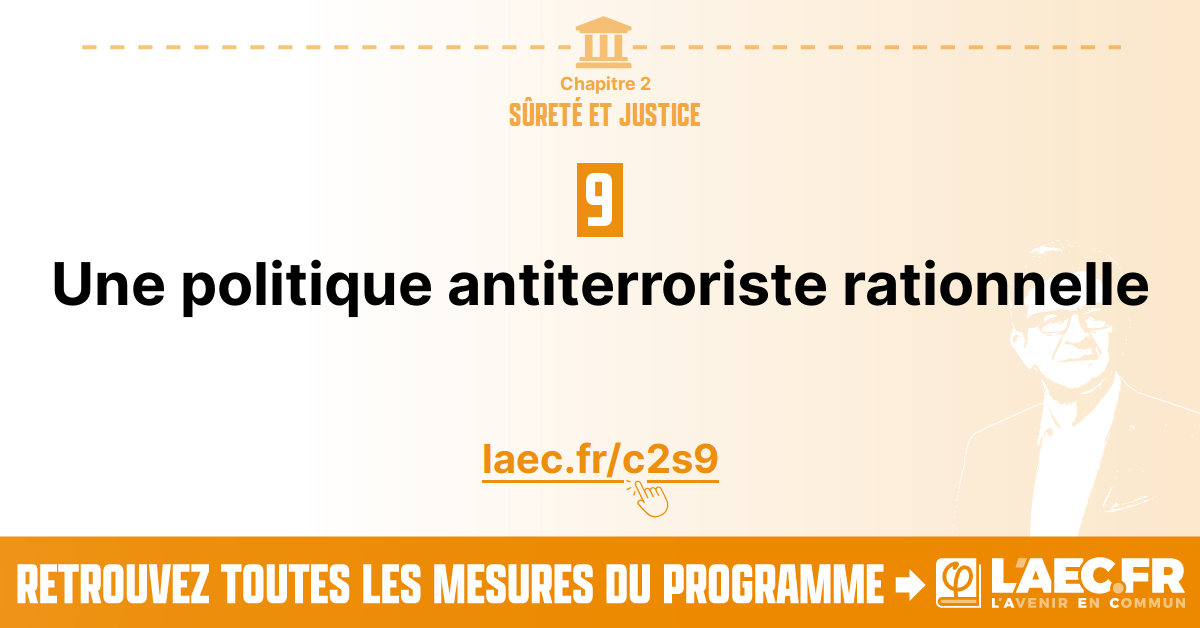 Chapitre 2
SÛRETÉ ET JUSTICE
9
Une politique antiterroriste rationnelle
laec.fr/c2s9
RETROUVEZ TOUTES LES MESURES DU PROGRAMME
φ L'AEC.FR
L'AVENIR EN COMMUN